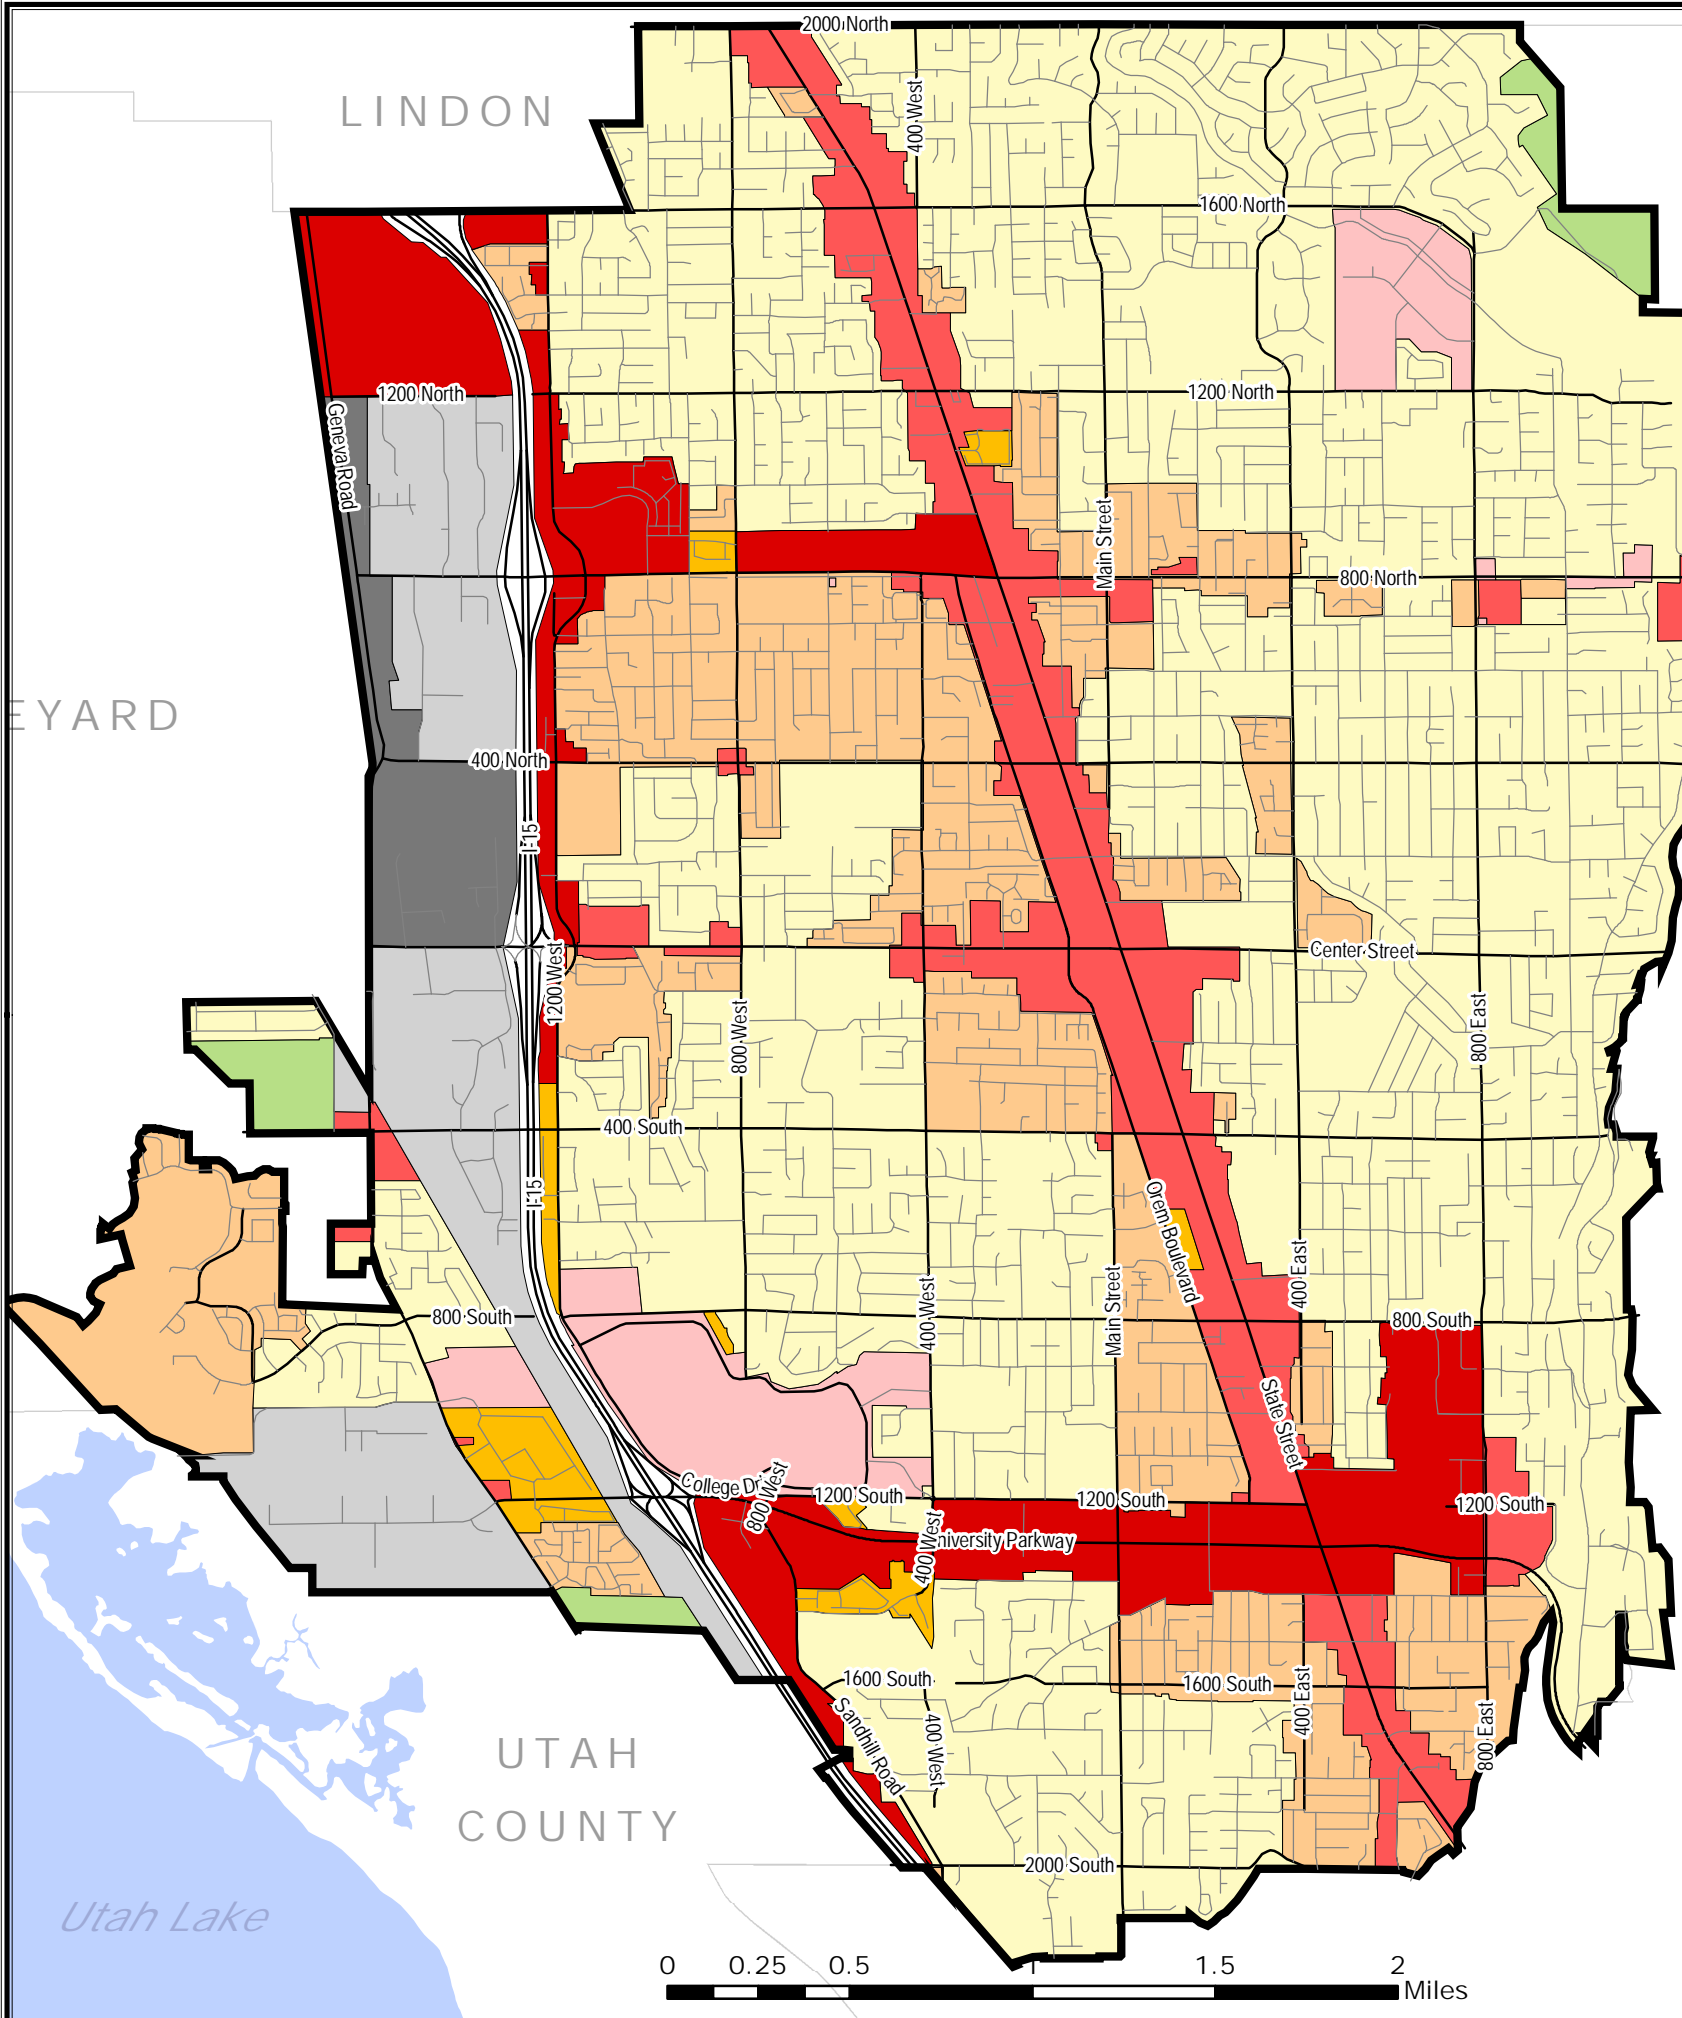 2000 North
LINDON
400 West
1600 North
1200 North
1200 North
Geneva Road
Main Street
800 North
EYARD
400 North
I-15
Center Street
1200 West
800 West
800 East
400 South
I-15
Orem Boulevard
400 East
Main Street
400 West
800 South
800 South
State Street
College Dri
800 West
1200 South
1200 South
1200 South
400 West
niversity Parkway
1600 South
1600 South
400 East
Sandhill Road
400 West
800 East
UTAH
COUNTY
2000 South
Utah Lake
0 0.25 0.5 1 1.5 2
Miles